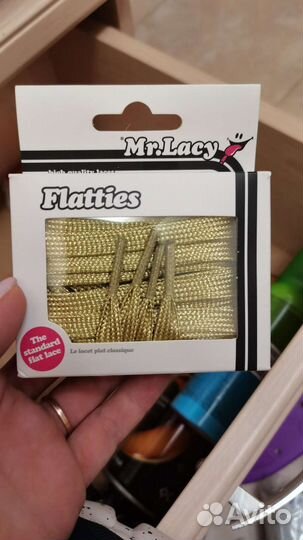 Mr.Lacy
high quality laces
Flatties
The
standard
flat lace
Le lacet plat classique
Avito